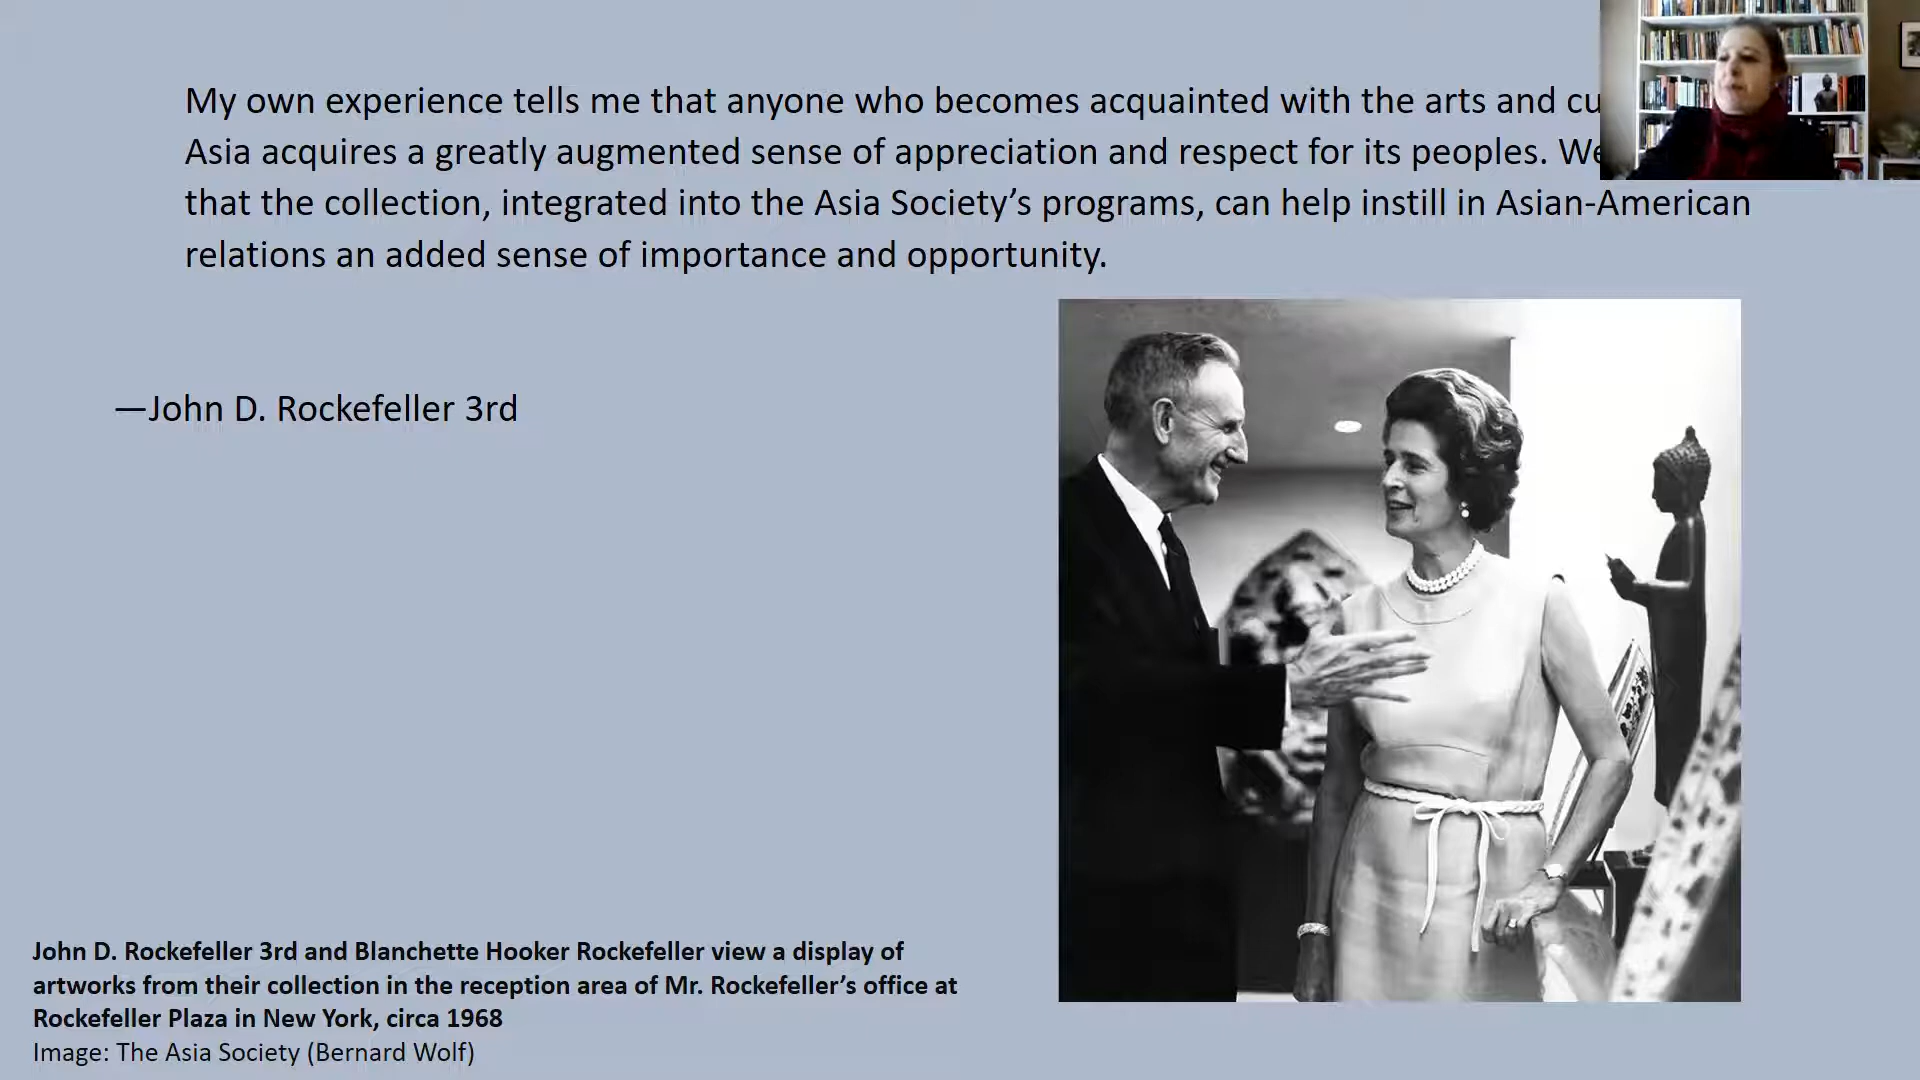 My own experience tells me that anyone who becomes acquainted with the arts and
Asia acquires a greatly augmented sense of appreciation and respect for its peoples.
that the collection, integrated into the Asia Society’s programs, can help instill in Asian-American
relations an added sense of importance and opportunity.
—John D. Rockefeller 3rd
John D. Rockefeller 3rd and Blanchette Hooker Rockefeller view a display of
artworks from their collection in the reception area of Mr. Rockefeller’s office at
Rockefeller Plaza in New York, circa 1968
Image: The Asia Society (Bernard Wolf)